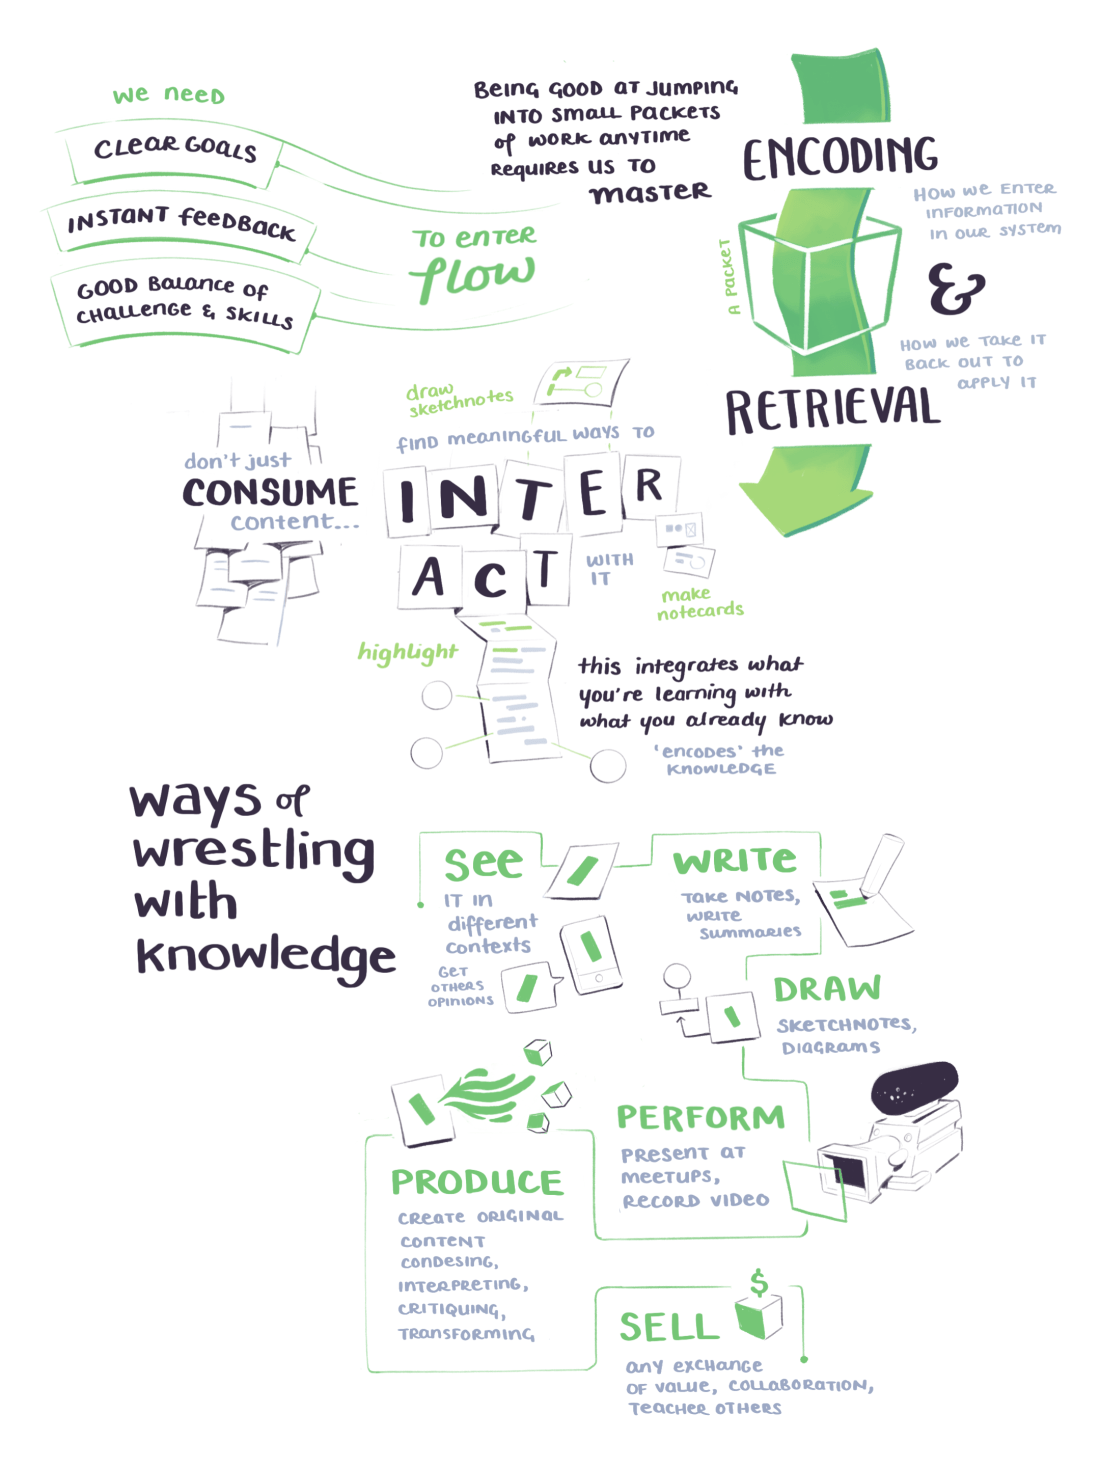 We need
CLEAR GOALS
INSTANT feedBack
GOOD Balance of
CHALLENGE & SKILLS
TO enter
flow
Being GOOD AT JUMPING
INTO Small Packets
of WORK anytime
Requires US TO
master
ENCODING
HOW we enter
Information
in our system
A Packet
&
HOW we TAKE IT
Back OUT TO
apply IT
RETRIEVAL
don't just
CONSUME
content...
draw
sketchnotes
find meaningful ways to
INTER
ACT
WITH
IT
make
notecards
highlight
this integrates what
you're learning with
what you already know
'encodes' the
KNOWLEDGE
ways of
wrestling
with
knowledge
See
IT in
different
contexts
GET
OTHERS
OPINIONS
WRITe
Take NOTes,
WRITe
Summaries
DRAW
SKETCHNOTes,
DIAGRAMS
PERFORM
Present at
meetups,
Record Video
PRODUCE
Create ORIGINAL
CONTENT
CONDESING,
INTERPRETING,
CRITIQUING,
Transforming
$
SELL
any exchange
OF value, COLLABORATION,
Teacher OTHERS